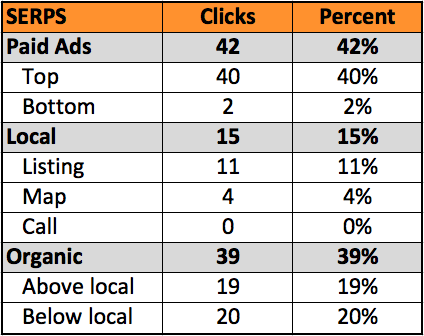 SERPS Clicks Percent
Paid Ads 42 42%
Top 40 40%
Bottom 2 2%
Local 15 15%
Listing 11 11%
Map 4 4%
Call 0 0%
Organic 39 39%
Above local 19 19%
Below local 20 20%